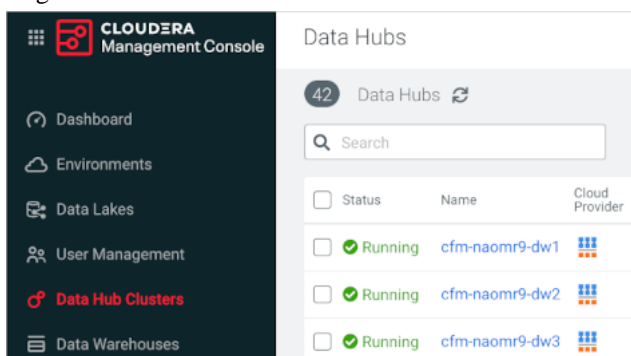 CLOUDERA
Management Console
Data Hubs
42 Data Hubs
Search
Dashboard
Environments
Data Lakes
User Management
Data Hub Clusters
Data Warehouses
Status Name Cloud Provider
Running cfm-naomr9-dw1
Running cfm-naomr9-dw2
Running cfm-naomr9-dw3